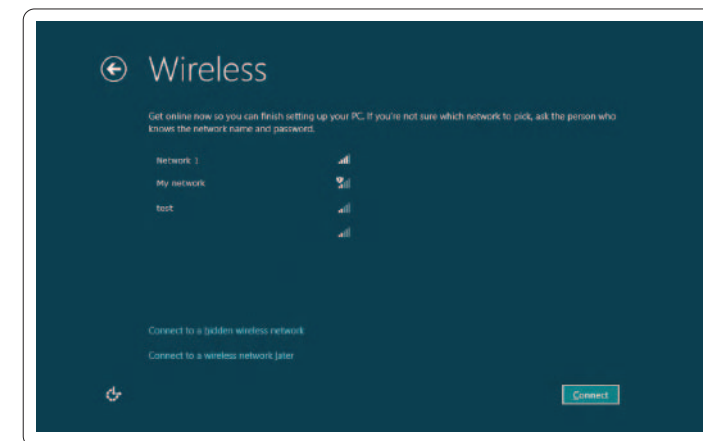 Wireless
Get online now so you can finish setting up your PC. If you're not sure which network to pick, ask the person who
knows the network name and password.
Network 1
My network
test
Connect to a hidden wireless network
Connect to a wireless network later
Connect